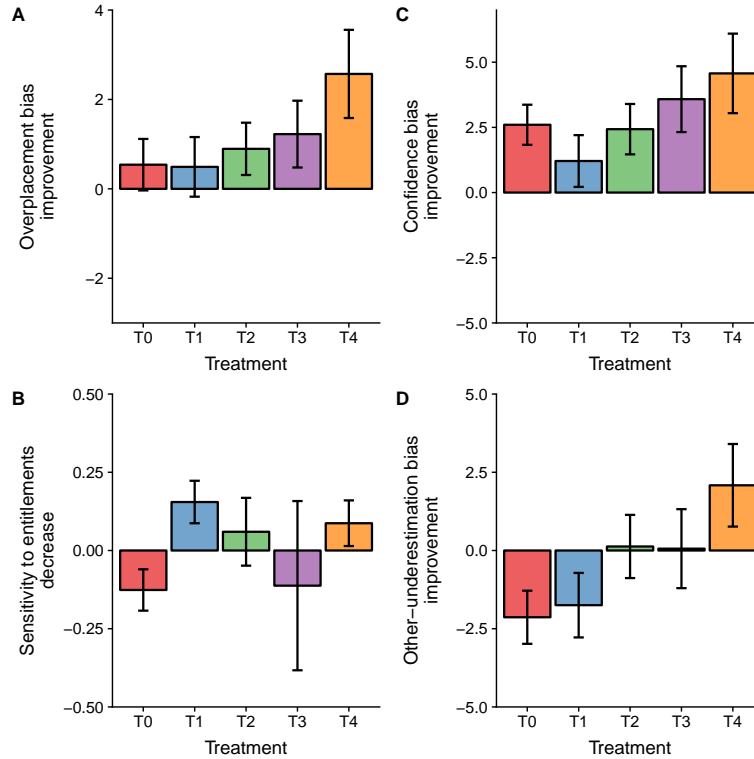 A
Overplacement bias
improvement
4
2
0
−2
T0 T1 T2 T3 T4
Treatment
C
Confidence bias
improvement
5.0
2.5
0.0
−2.5
−5.0
T0 T1 T2 T3 T4
Treatment
B
Sensitivity to entitlements
decrease
0.50
0.25
0.00
−0.25
−0.50
T0 T1 T2 T3 T4
Treatment
D
Other−underestimation bias
improvement
5.0
2.5
0.0
−2.5
−5.0
T0 T1 T2 T3 T4
Treatment